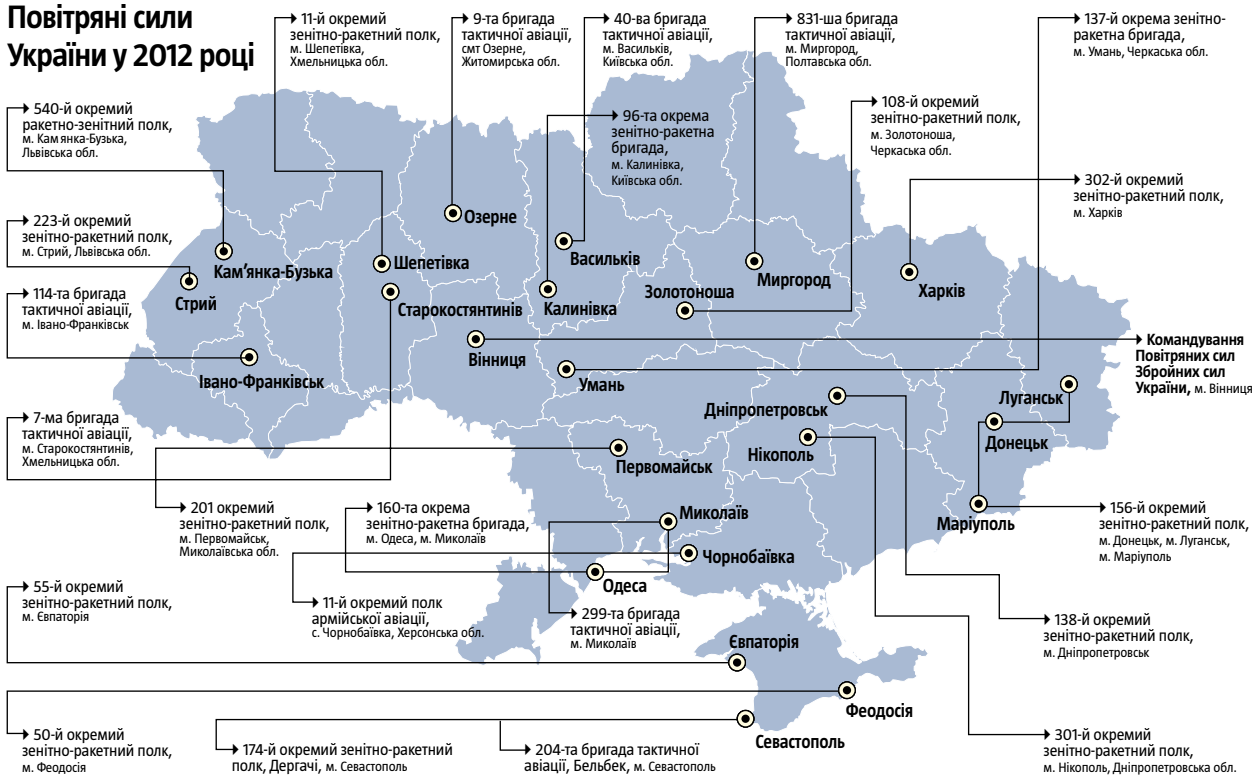 Повітряні сили
України у 2012 році
11-й окремий
зенітно-ракетний полк,
м. Шепетівка,
Хмельницька обл.
9-та бригада
тактичної авіації,
смт Озерне,
Житомирська обл.
40-ва бригада
тактичної авіації,
м. Васильків,
Київська обл.
831-ша бригада
тактичної авіації,
м. Миргород,
Полтавська обл.
137-й окрема зенітно-
ракетна бригада,
м. Умань, Черкаська обл.
540-й окремий
ракетно-зенітний полк,
м. Кам янка-Бузька,
Львівська обл.
96-та окрема
зенітно-ракетна
бригада,
м. Калинівка,
Київська обл.
108-й окремий
зенітно-ракетний полк,
м. Золотоноша,
Черкаська обл.
302-й окремий
зенітно-ракетний полк,
м. Харків
223-й окремий
зенітно-ракетний полк,
м. Стрий, Львівська обл.
114-та бригада
тактичної авіації,
м. Івано-Франківськ
Озерне
Васильків
Кам’янка-Бузька
Шепетівка
Миргород
Харків
Стрий
Старокостянтинів
Калинівка
Золотоноша
Вінниця
Івано-Франківськ
Умань
Командування
Повітряних сил
Збройних сил
України, м. Вінниця
Луганськ
Дніпропетровськ
Донецьк
Нікополь
Первомайськ
7-ма бригада
тактичної авіації,
м. Старокостянтинів,
Хмельницька обл.
201 окремий
зенітно-ракетний полк,
м. Первомайськ,
Миколаївська обл.
160-та окрема
зенітно-ракетна бригада,
м. Одеса, м. Миколаїв
Миколаїв
Маріуполь
156-й окремий
зенітно-ракетний полк,
м. Донецьк, м. Луганськ,
м. Маріуполь
Чорнобаївка
Одеса
55-й окремий
зенітно-ракетний полк,
м. Євпаторія
11-й окремий полк
армійської авіації,
с. Чорнобаївка, Херсонська обл.
299-та бригада
тактичної авіації,
м. Миколаїв
138-й окремий
зенітно-ракетний полк,
м. Дніпропетровськ
Євпаторія
Феодосія
Севастополь
50-й окремий
зенітно-ракетний полк,
м. Феодосія
174-й окремий зенітно-ракетний
полк, Дергачі, м. Севастополь
204-та бригада тактичної
авіації, Бельбек, м. Севастополь
301-й окремий
зенітно-ракетний полк,
м. Нікополь, Дніпропетровська обл.